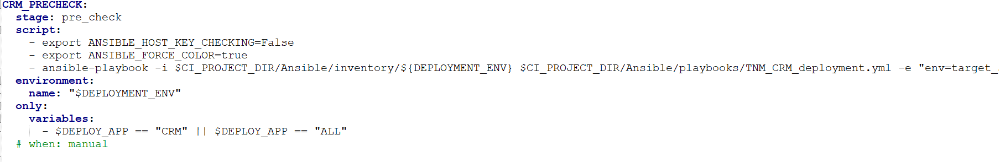 CRM_PRECHECK:
  stage: pre_check
  script:
    - export ANSIBLE_HOST_KEY_CHECKING=False
    - export ANSIBLE_FORCE_COLOR=true
    - ansible-playbook -i $CI_PROJECT_DIR/Ansible/inventory/${DEPLOYMENT_ENV} $CI_PROJECT_DIR/Ansible/playbooks/TNM_CRM_deployment.yml -e "env=target_
  environment:
    name: "$DEPLOYMENT_ENV"
  only:
    variables:
      - $DEPLOY_APP == "CRM" || $DEPLOY_APP == "ALL"
  # when: manual